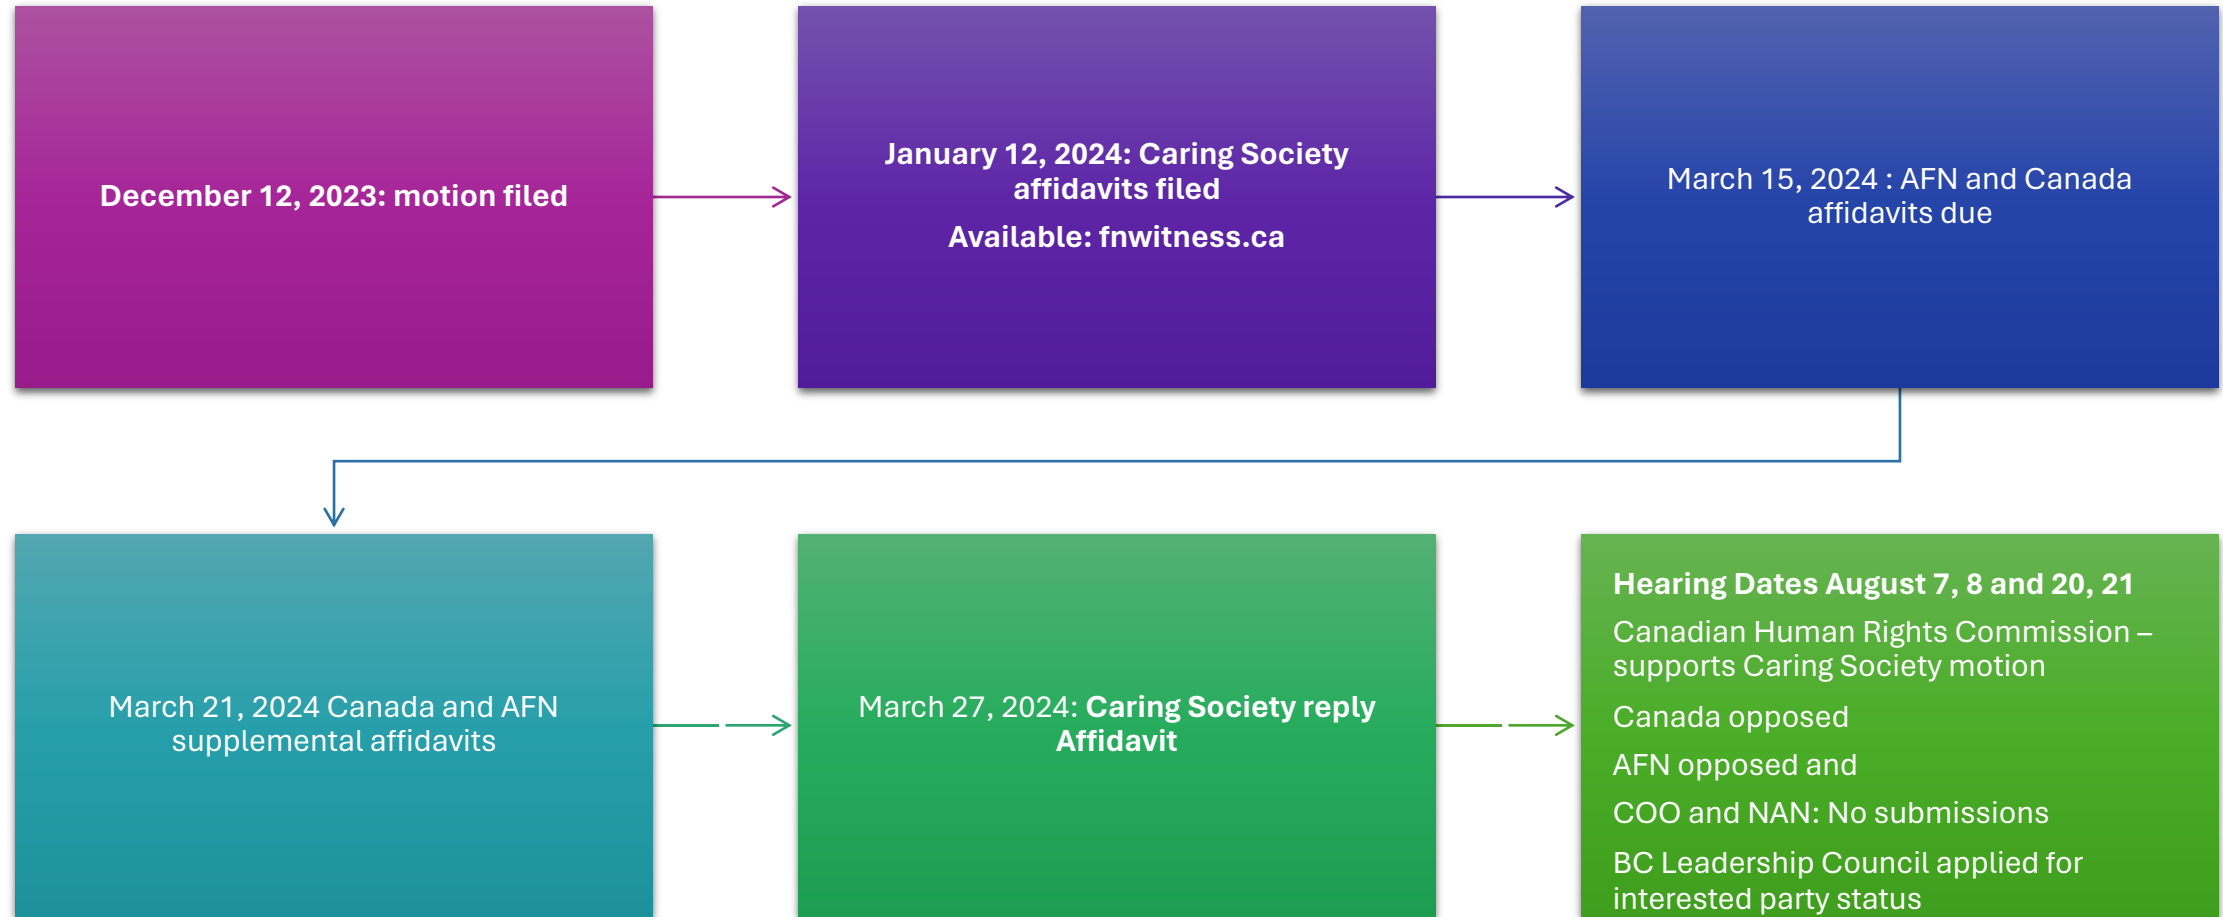 December 12, 2023: motion filed
January 12, 2024: Caring Society
affidavits filed
Available: fnwitness.ca
March 15, 2024 : AFN and Canada
affidavits due
March 21, 2024 Canada and AFN
supplemental affidavits
March 27, 2024: Caring Society reply
Affidavit
Hearing Dates August 7, 8 and 20, 21
Canadian Human Rights Commission –
supports Caring Society motion
Canada opposed
AFN opposed and
COO and NAN: No submissions
BC Leadership Council applied for
interested party status